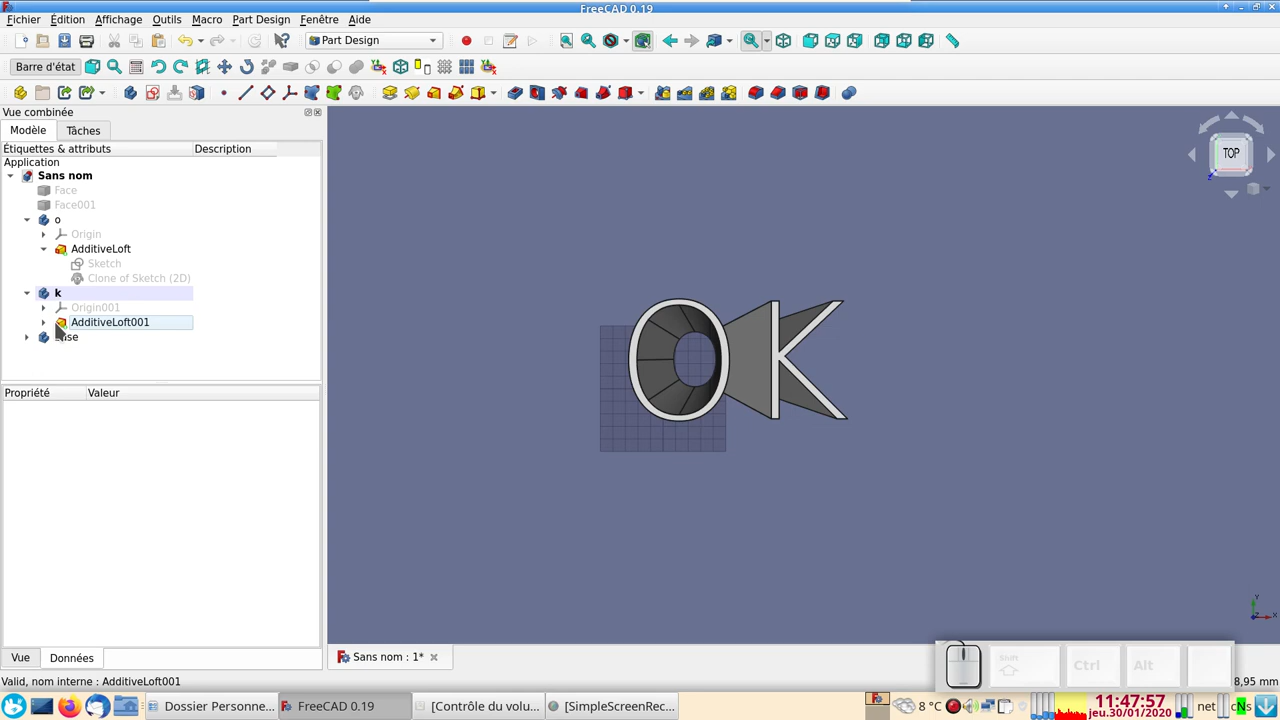 FreeCAD 0.19
Fichier Édition Affichage Outils Macro Part Design Fenêtre Aide
Part Design
Barre d'état
Vue combinée
Modèle Tâches
Étiquettes & attributs Description
Application
Sans nom
Face
Face001
o
Origin
AdditiveLoft
Sketch
Clone of Sketch (2D)
k
Origin001
AdditiveLoft001
Propriété Valeur
TOP
Y
X
Vue Données
Sans nom : 1*
Shift Ctrl Alt
Valid, nom interne : AdditiveLoft001
8,95 mm
Dossier Personne... FreeCAD 0.19 [Contrôle du volu... [SimpleScreenRec...
8 °C
11:47:57
jeu.30/01/2020
net